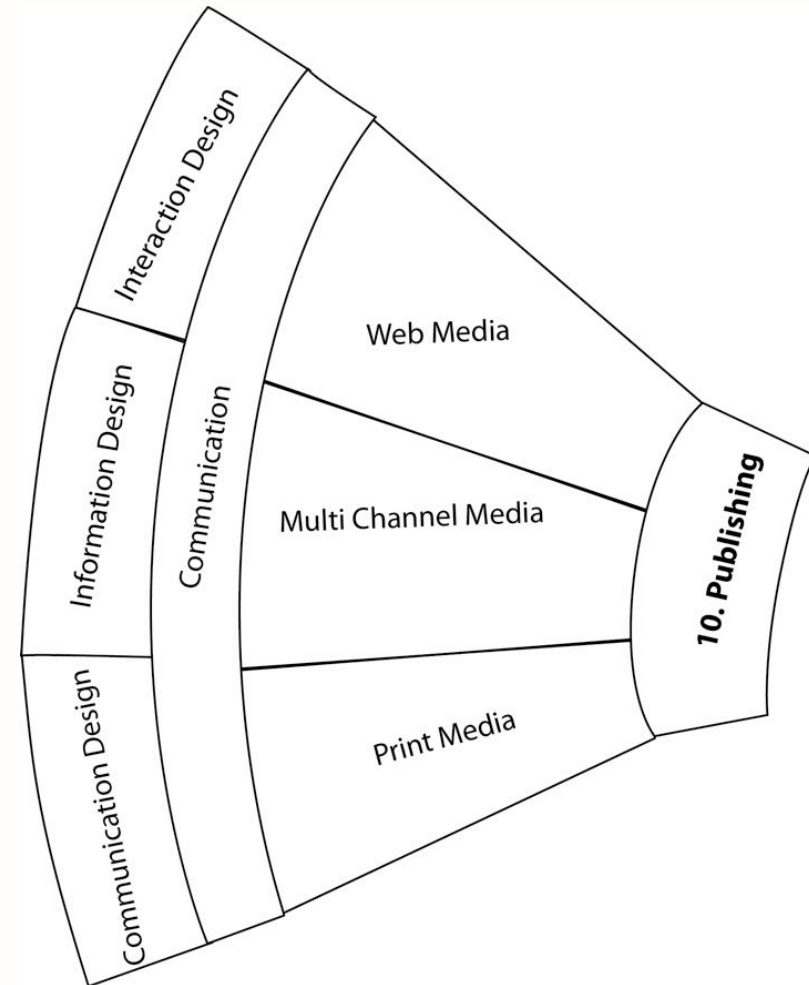 Interaction Design
Information Design
Communication Design
Communication
Web Media
Multi Channel Media
Print Media
10. Publishing